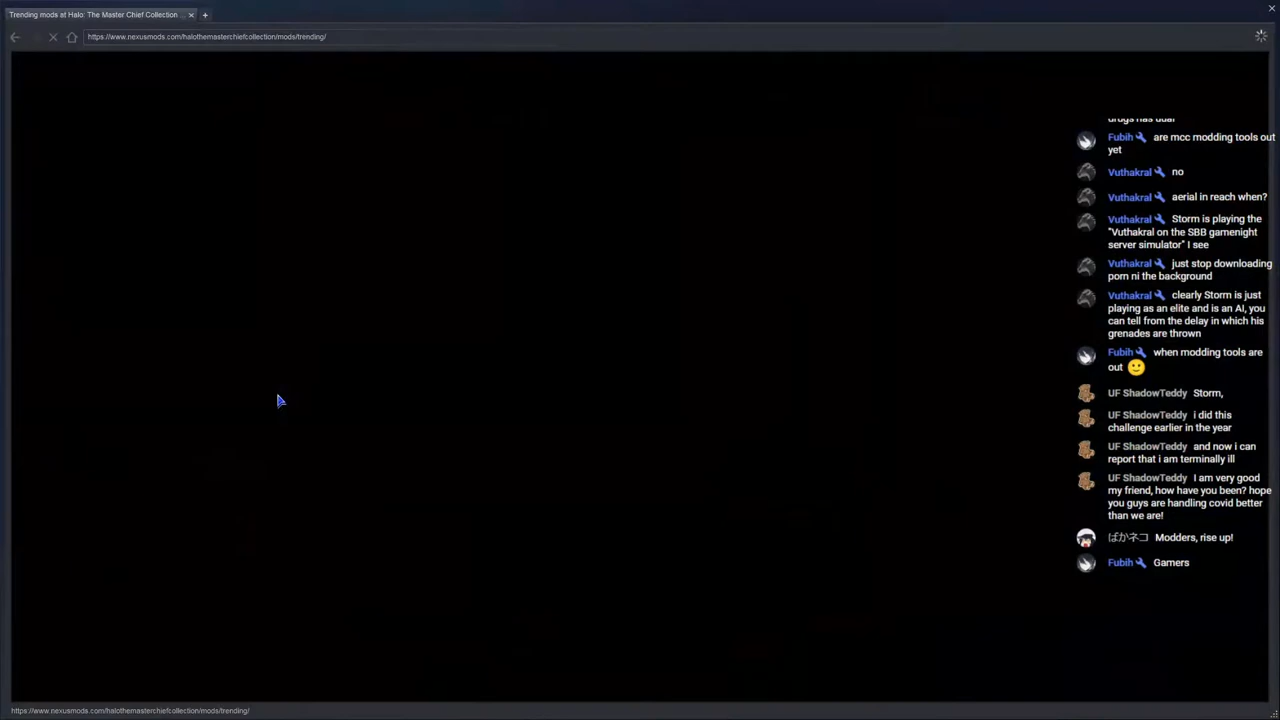 Trending mods at Halo: The Master Chief Collection ...
https://www.nexusmods.com/halothemasterchiefcollection/mods/trending/
drugs has dual
Fubih are mcc modding tools out
yet
Vuthakral no
Vuthakral aerial in reach when?
Vuthakral Storm is playing the
"Vuthakral on the SBB gamenight
server simulator" I see
Vuthakral just stop downloading
porn ni the background
Vuthakral clearly Storm is just
playing as an elite and is an AI, you
can tell from the delay in which his
grenades are thrown
Fubih when modding tools are
out 🙂
UF ShadowTeddy Storm,
UF ShadowTeddy i did this
challenge earlier in the year
UF ShadowTeddy and now i can
report that i am terminally ill
UF ShadowTeddy I am very good
my friend, how have you been? hope
you guys are handling covid better
than we are!
ばかネコ Modders, rise up!
Fubih Gamers
https://www.nexusmods.com/halothemasterchiefcollection/mods/trending/